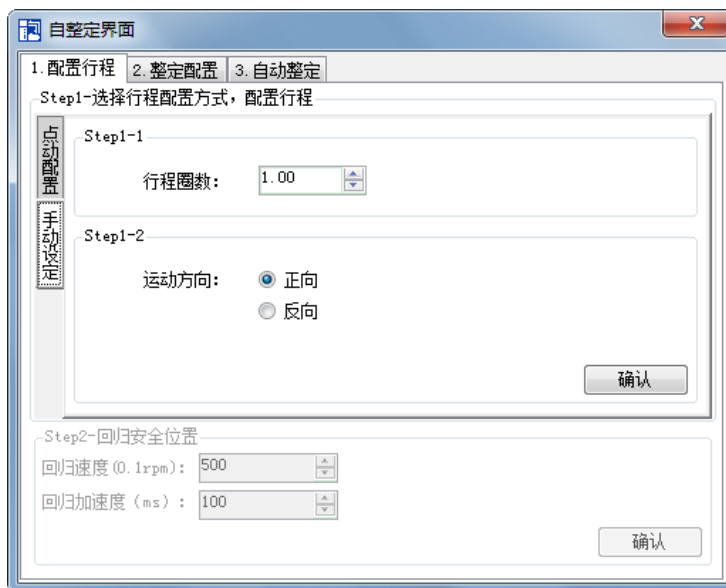 自整定界面
1.配置行程 2.整定配置 3.自动整定
Step1-选择行程配置方式，配置行程
点动配置
手动设定
Step1-1
行程圈数： 1.00
Step1-2
运动方向： 正向
反向
确认
Step2-回归安全位置
回归速度(0.1rpm)： 500
回归加速度（ms）： 100
确认